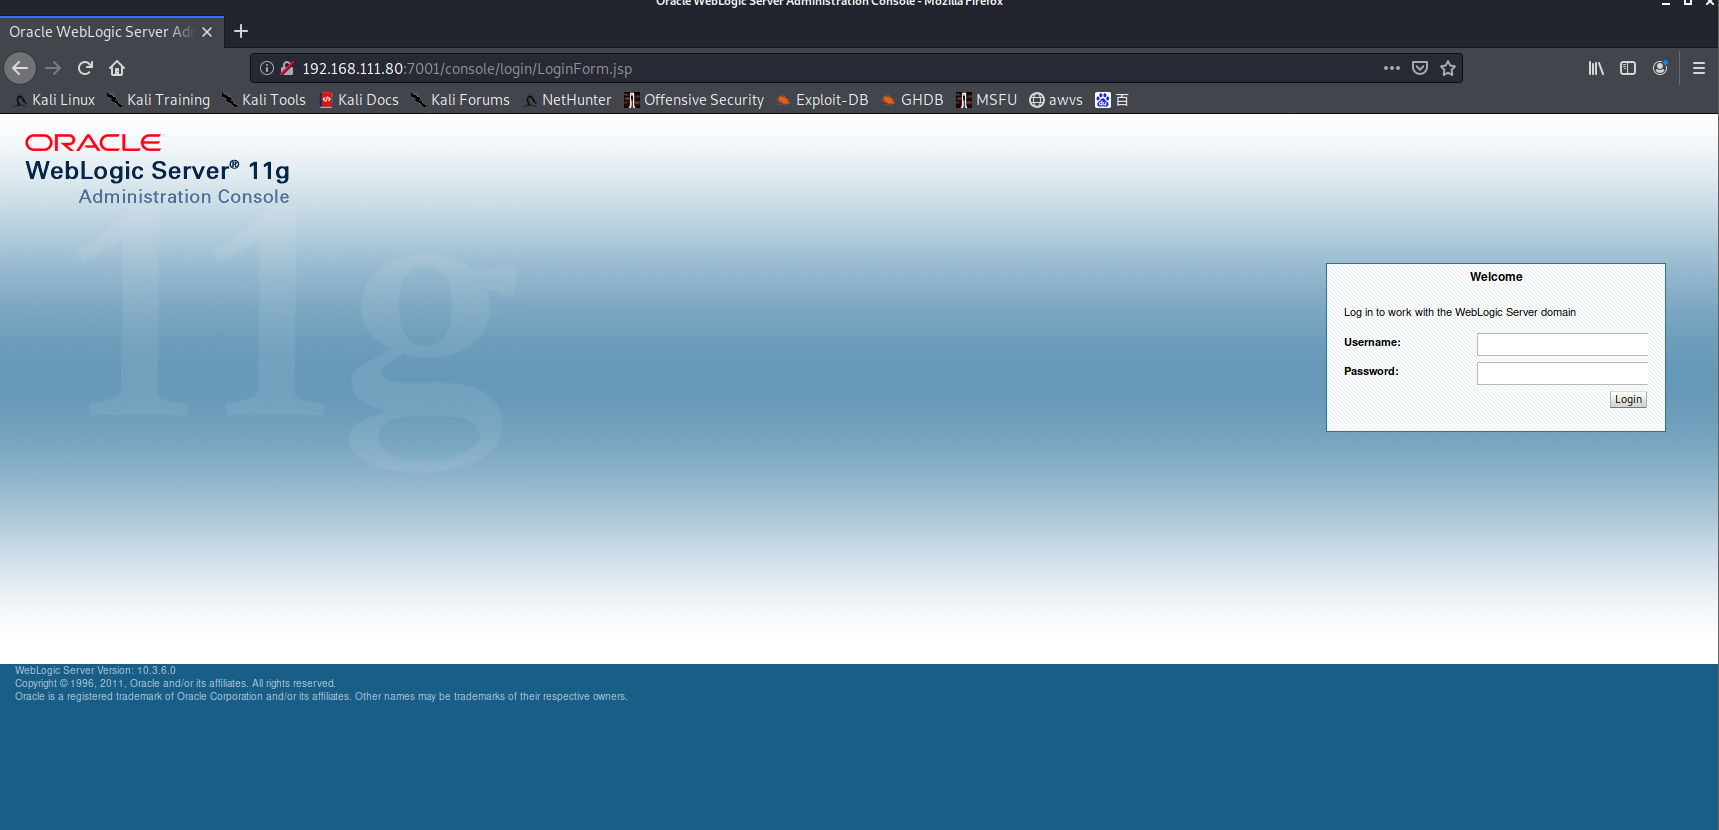 Oracle WebLogic Server Administration Console - Mozilla Firefox
Oracle WebLogic Server Adm
192.168.111.80:7001/console/login/LoginForm.jsp
Kali Linux Kali Training Kali Tools Kali Docs Kali Forums NetHunter Offensive Security Exploit-DB GHDB MSFU awvs 百
ORACLE
WebLogic Server® 11g
Administration Console
11g
Welcome
Log in to work with the WebLogic Server domain
Username:
Password:
Login
WebLogic Server Version: 10.3.6.0
Copyright © 1996, 2011, Oracle and/or its affiliates. All rights reserved.
Oracle is a registered trademark of Oracle Corporation and/or its affiliates. Other names may be trademarks of their respective owners.